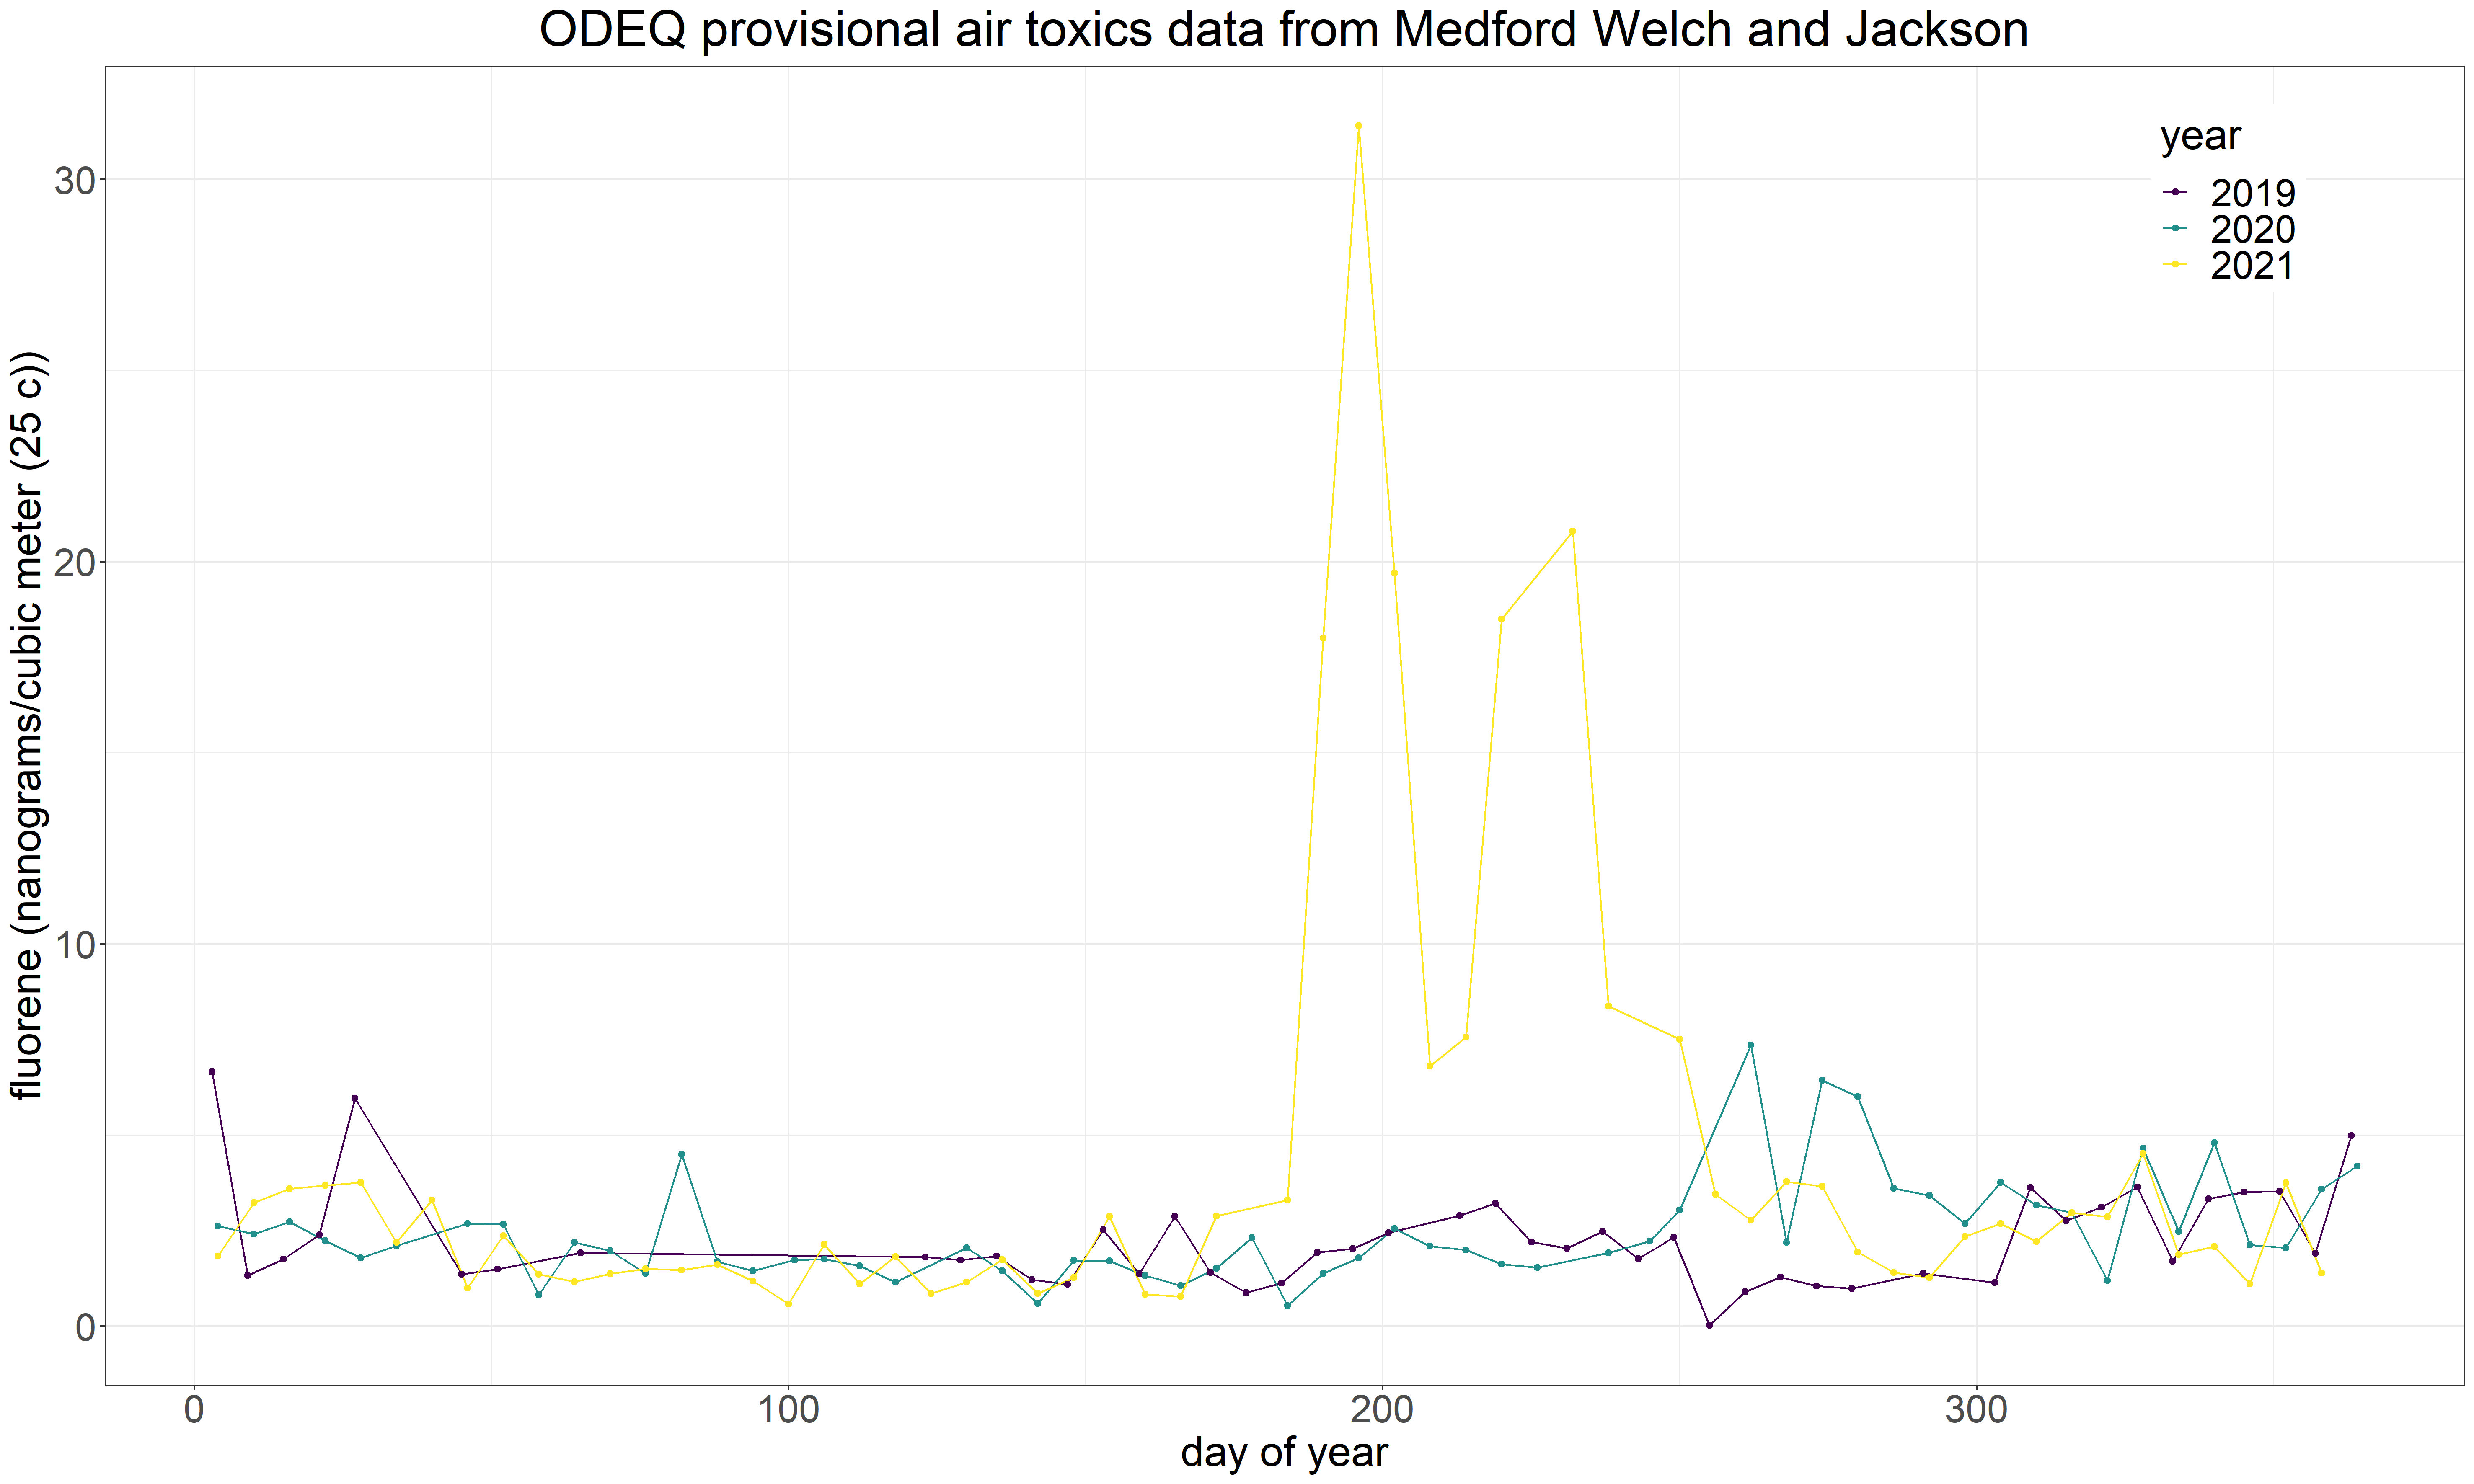 ODEQ provisional air toxics data from Medford Welch and Jackson
fluorene (nanograms/cubic meter (25 c))
30
20
10
0
year
2019
2020
2021
0
100
200
300
day of year